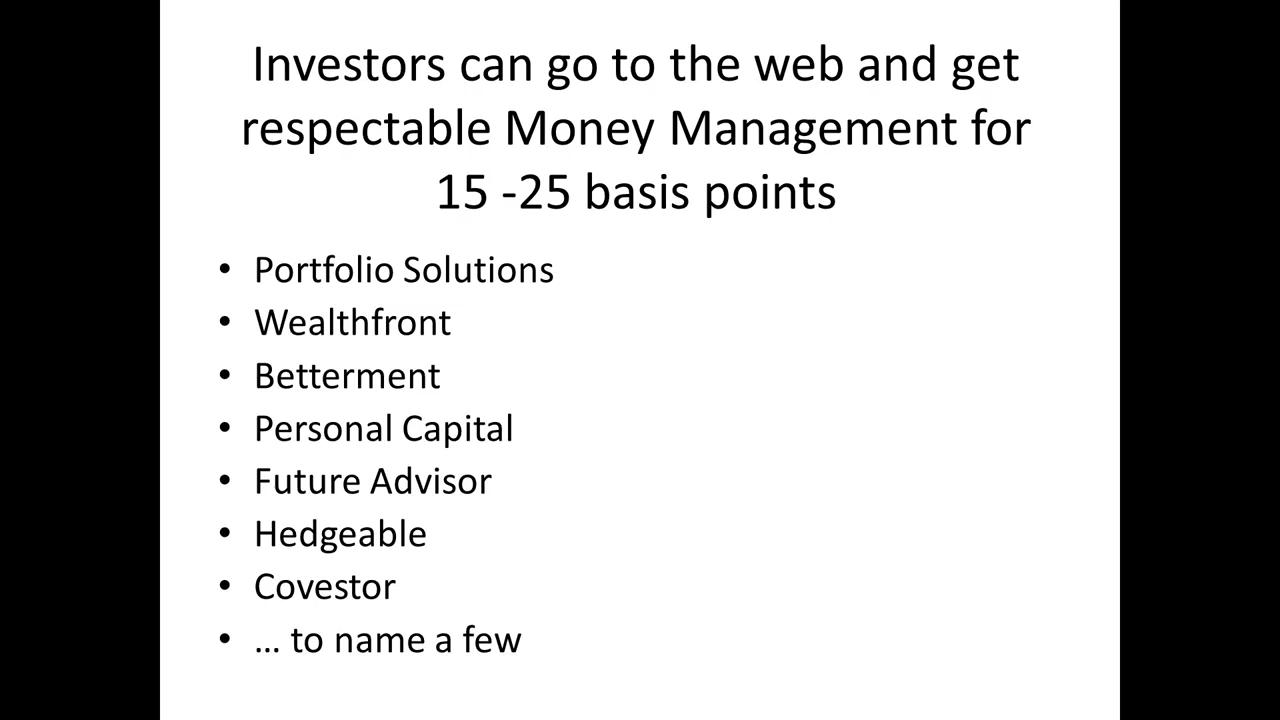 Investors can go to the web and get
respectable Money Management for
15 -25 basis points
• Portfolio Solutions
• Wealthfront
• Betterment
• Personal Capital
• Future Advisor
• Hedgeable
• Covestor
• ... to name a few